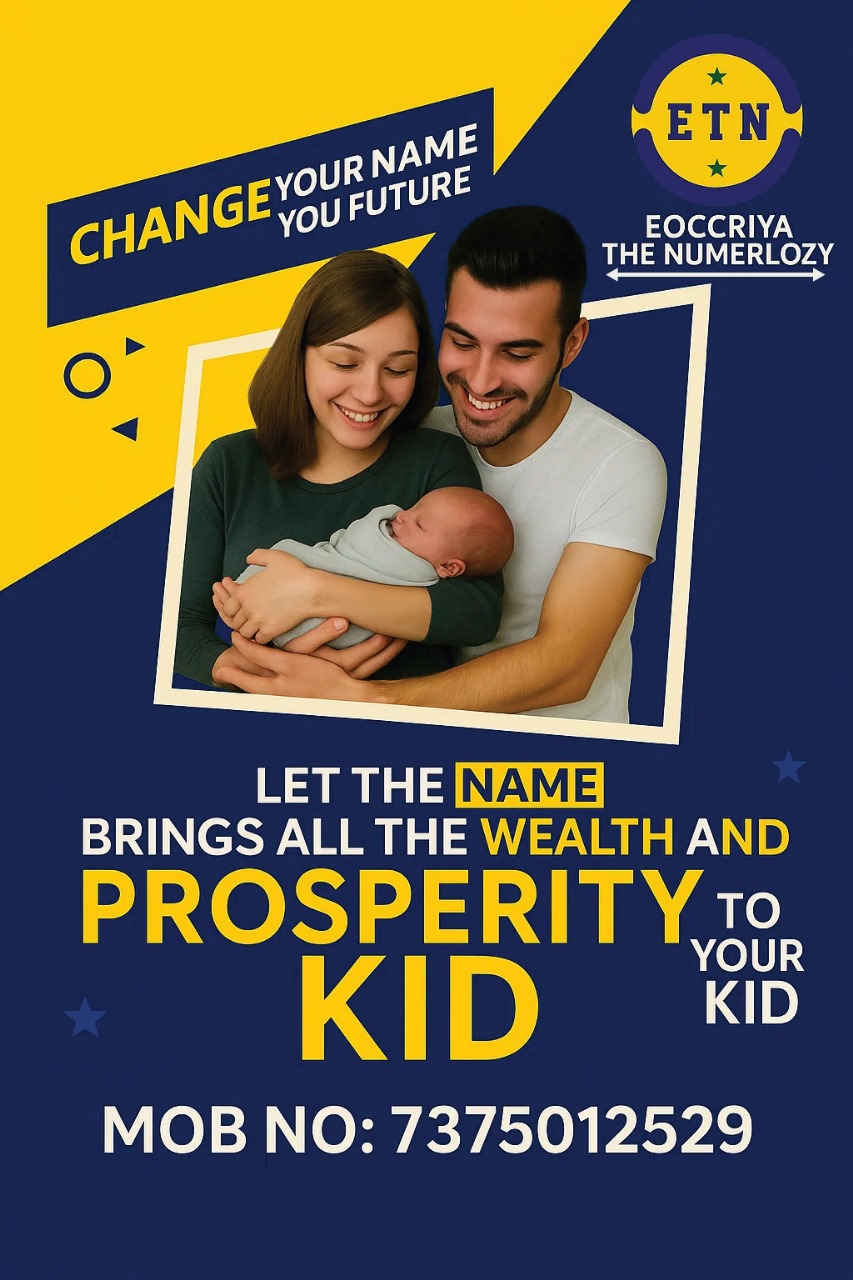 ETN
EOCCRIYA
THE NUMERLOZY
CHANGE YOUR NAME
YOU FUTURE
LET THE NAME
BRINGS ALL THE WEALTH AND
PROSPERITY TO
YOUR
KID
KID
MOB NO: 7375012529